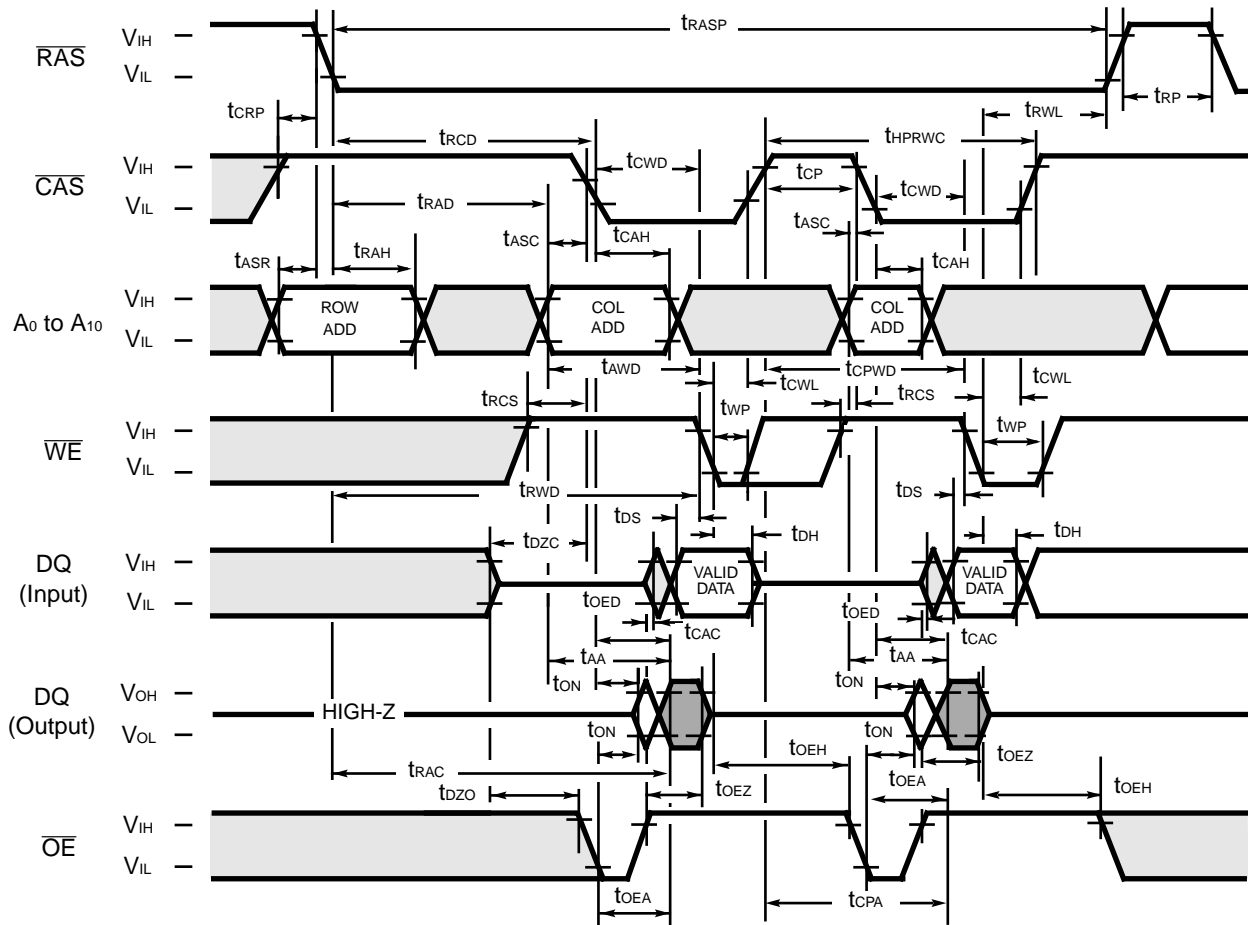 tRASP
VIH
RAS
VIL
tCRP
tRWL
tRP
tRCD
tHPRWC
VIH
tCWD
tCP
tCWD
CAS
VIL
tRAD
tASC
tCAH
tASC
tASR
tRAH
tCAH
VIH
A0 to A10
ROW ADD
COL ADD
COL ADD
VIL
tAWD
tCWL
tCPWD
tCWL
tRCS
tWP
tRCS
tWP
VIH
WE
VIL
tRWD
tDS
tDS
tDZC
tDH
tDH
DQ
(Input)
VIH
VALID DATA
VALID DATA
VIL
tOED
tOED
tCAC
tCAC
tAA
tAA
tON
tON
DQ
(Output)
VOH
HIGH-Z
VOL
tON
tON
tOEH
tOEZ
tRAC
tOEZ
tOEA
tOEH
tDZO
VIH
OE
VIL
tOEA
tCPA